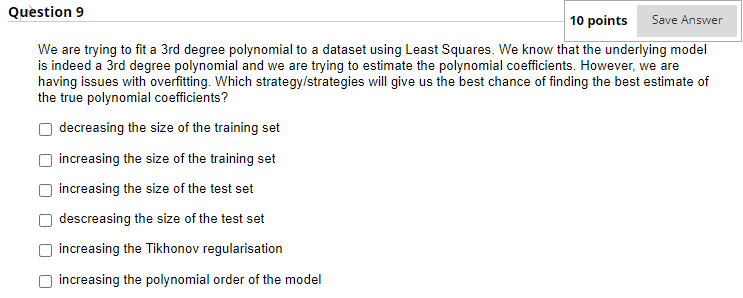 Question 9
10 points
Save Answer
We are trying to fit a 3rd degree polynomial to a dataset using Least Squares. We know that the underlying model
is indeed a 3rd degree polynomial and we are trying to estimate the polynomial coefficients. However, we are
having issues with overfitting. Which strategy/strategies will give us the best chance of finding the best estimate of
the true polynomial coefficients?
decreasing the size of the training set
increasing the size of the training set
increasing the size of the test set
descreasing the size of the test set
increasing the Tikhonov regularisation
increasing the polynomial order of the model